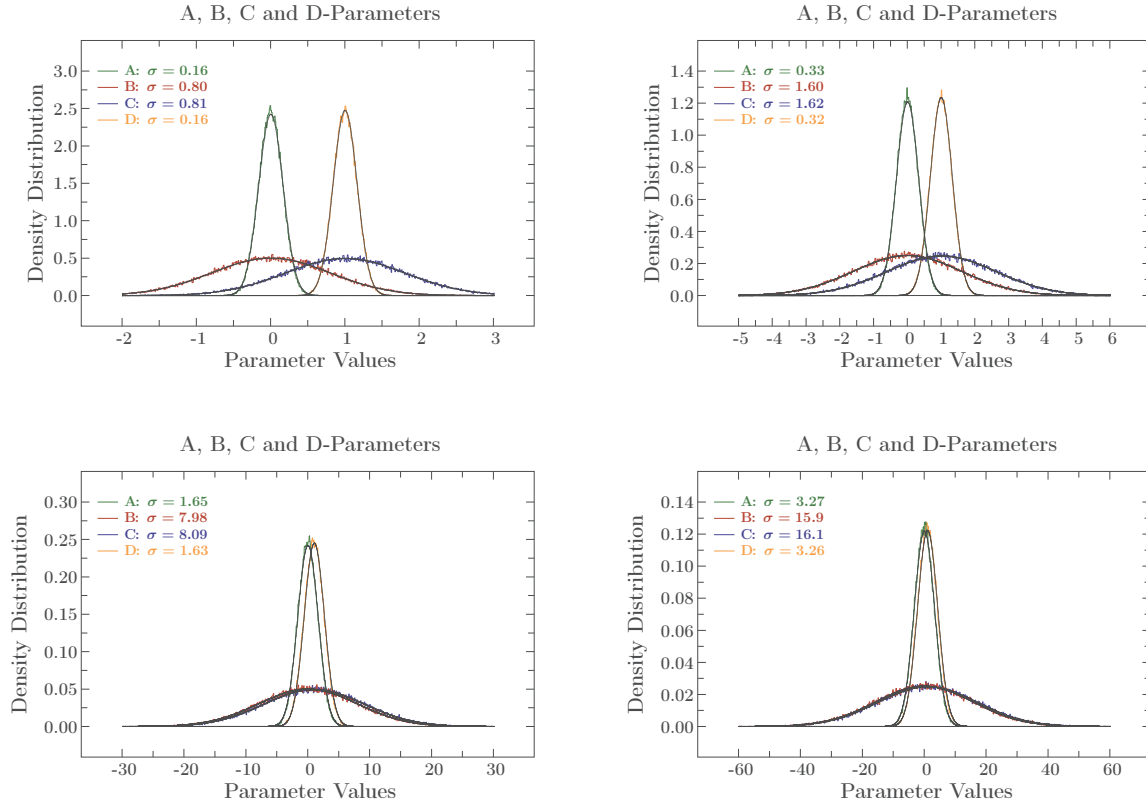 A, B, C and D-Parameters
3.0
2.5
2.0
1.5
1.0
0.5
0.0
Density Distribution
A: σ = 0.16
B: σ = 0.80
C: σ = 0.81
D: σ = 0.16
-2 -1 0 1 2 3
Parameter Values
A, B, C and D-Parameters
1.4
1.2
1.0
0.8
0.6
0.4
0.2
0.0
Density Distribution
A: σ = 0.33
B: σ = 1.60
C: σ = 1.62
D: σ = 0.32
-5 -4 -3 -2 -1 0 1 2 3 4 5 6
Parameter Values
A, B, C and D-Parameters
0.30
0.25
0.20
0.15
0.10
0.05
0.00
Density Distribution
A: σ = 1.65
B: σ = 7.98
C: σ = 8.09
D: σ = 1.63
-30 -20 -10 0 10 20 30
Parameter Values
A, B, C and D-Parameters
0.14
0.12
0.10
0.08
0.06
0.04
0.02
0.00
Density Distribution
A: σ = 3.27
B: σ = 15.9
C: σ = 16.1
D: σ = 3.26
-60 -40 -20 0 20 40 60
Parameter Values